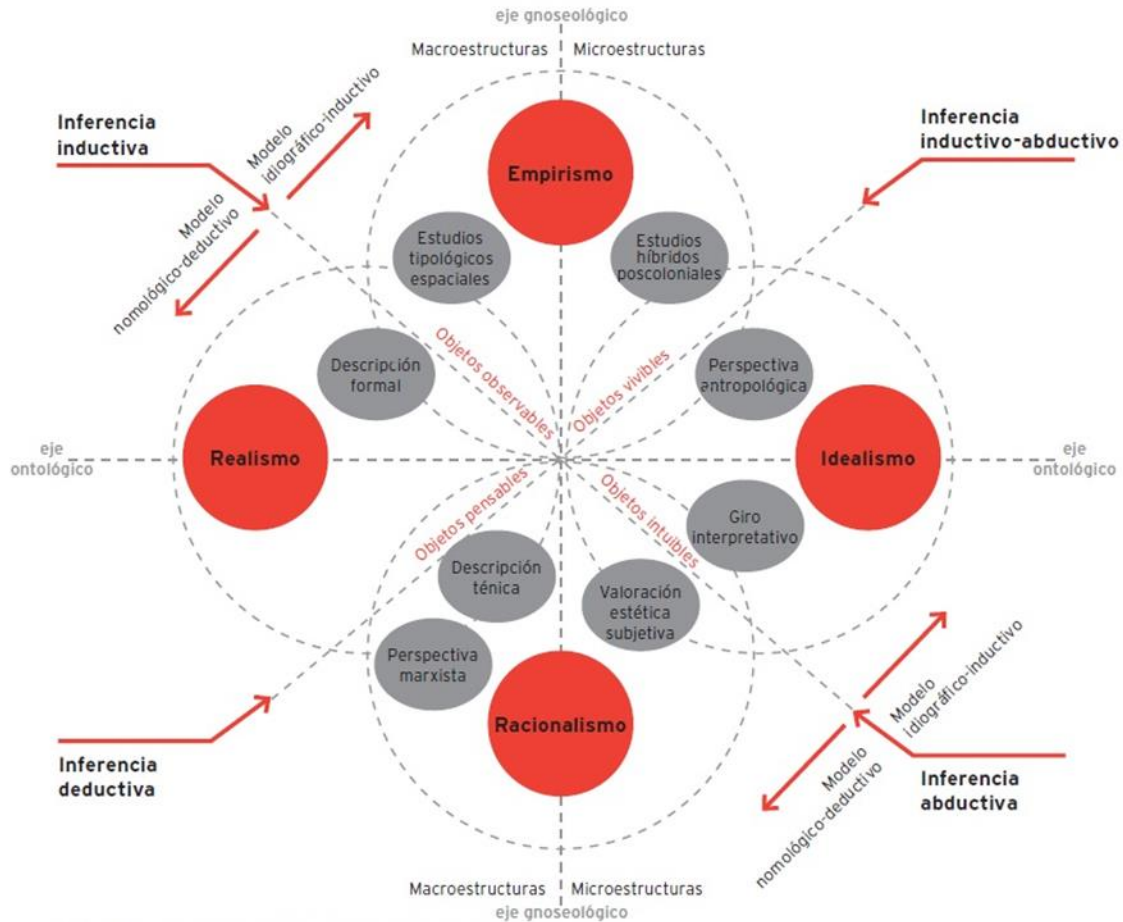 eje gnoseológico
Macroestructuras
Microestructuras
Inferencia
inductiva
Modelo
idiográfico-inductivo
Modelo
nomológico-deductivo
Inferencia
inductivo-abductivo
Empirismo
Estudios
tipológicos
espaciales
Estudios
híbridos
poscoloniales
Objetos observables
Objetos vivibles
Descripción
formal
Perspectiva
antropológica
eje
ontológico
Realismo
Idealismo
eje
ontológico
Objetos pensables
Objetos intuibles
Giro
interpretativo
Descripción
ténica
Valoración
estética
subjetiva
Perspectiva
marxista
Racionalismo
Inferencia
deductiva
Modelo
idiográfico-inductivo
Modelo
nomológico-deductivo
Inferencia
abductiva
Macroestructuras
Microestructuras
eje gnoseológico